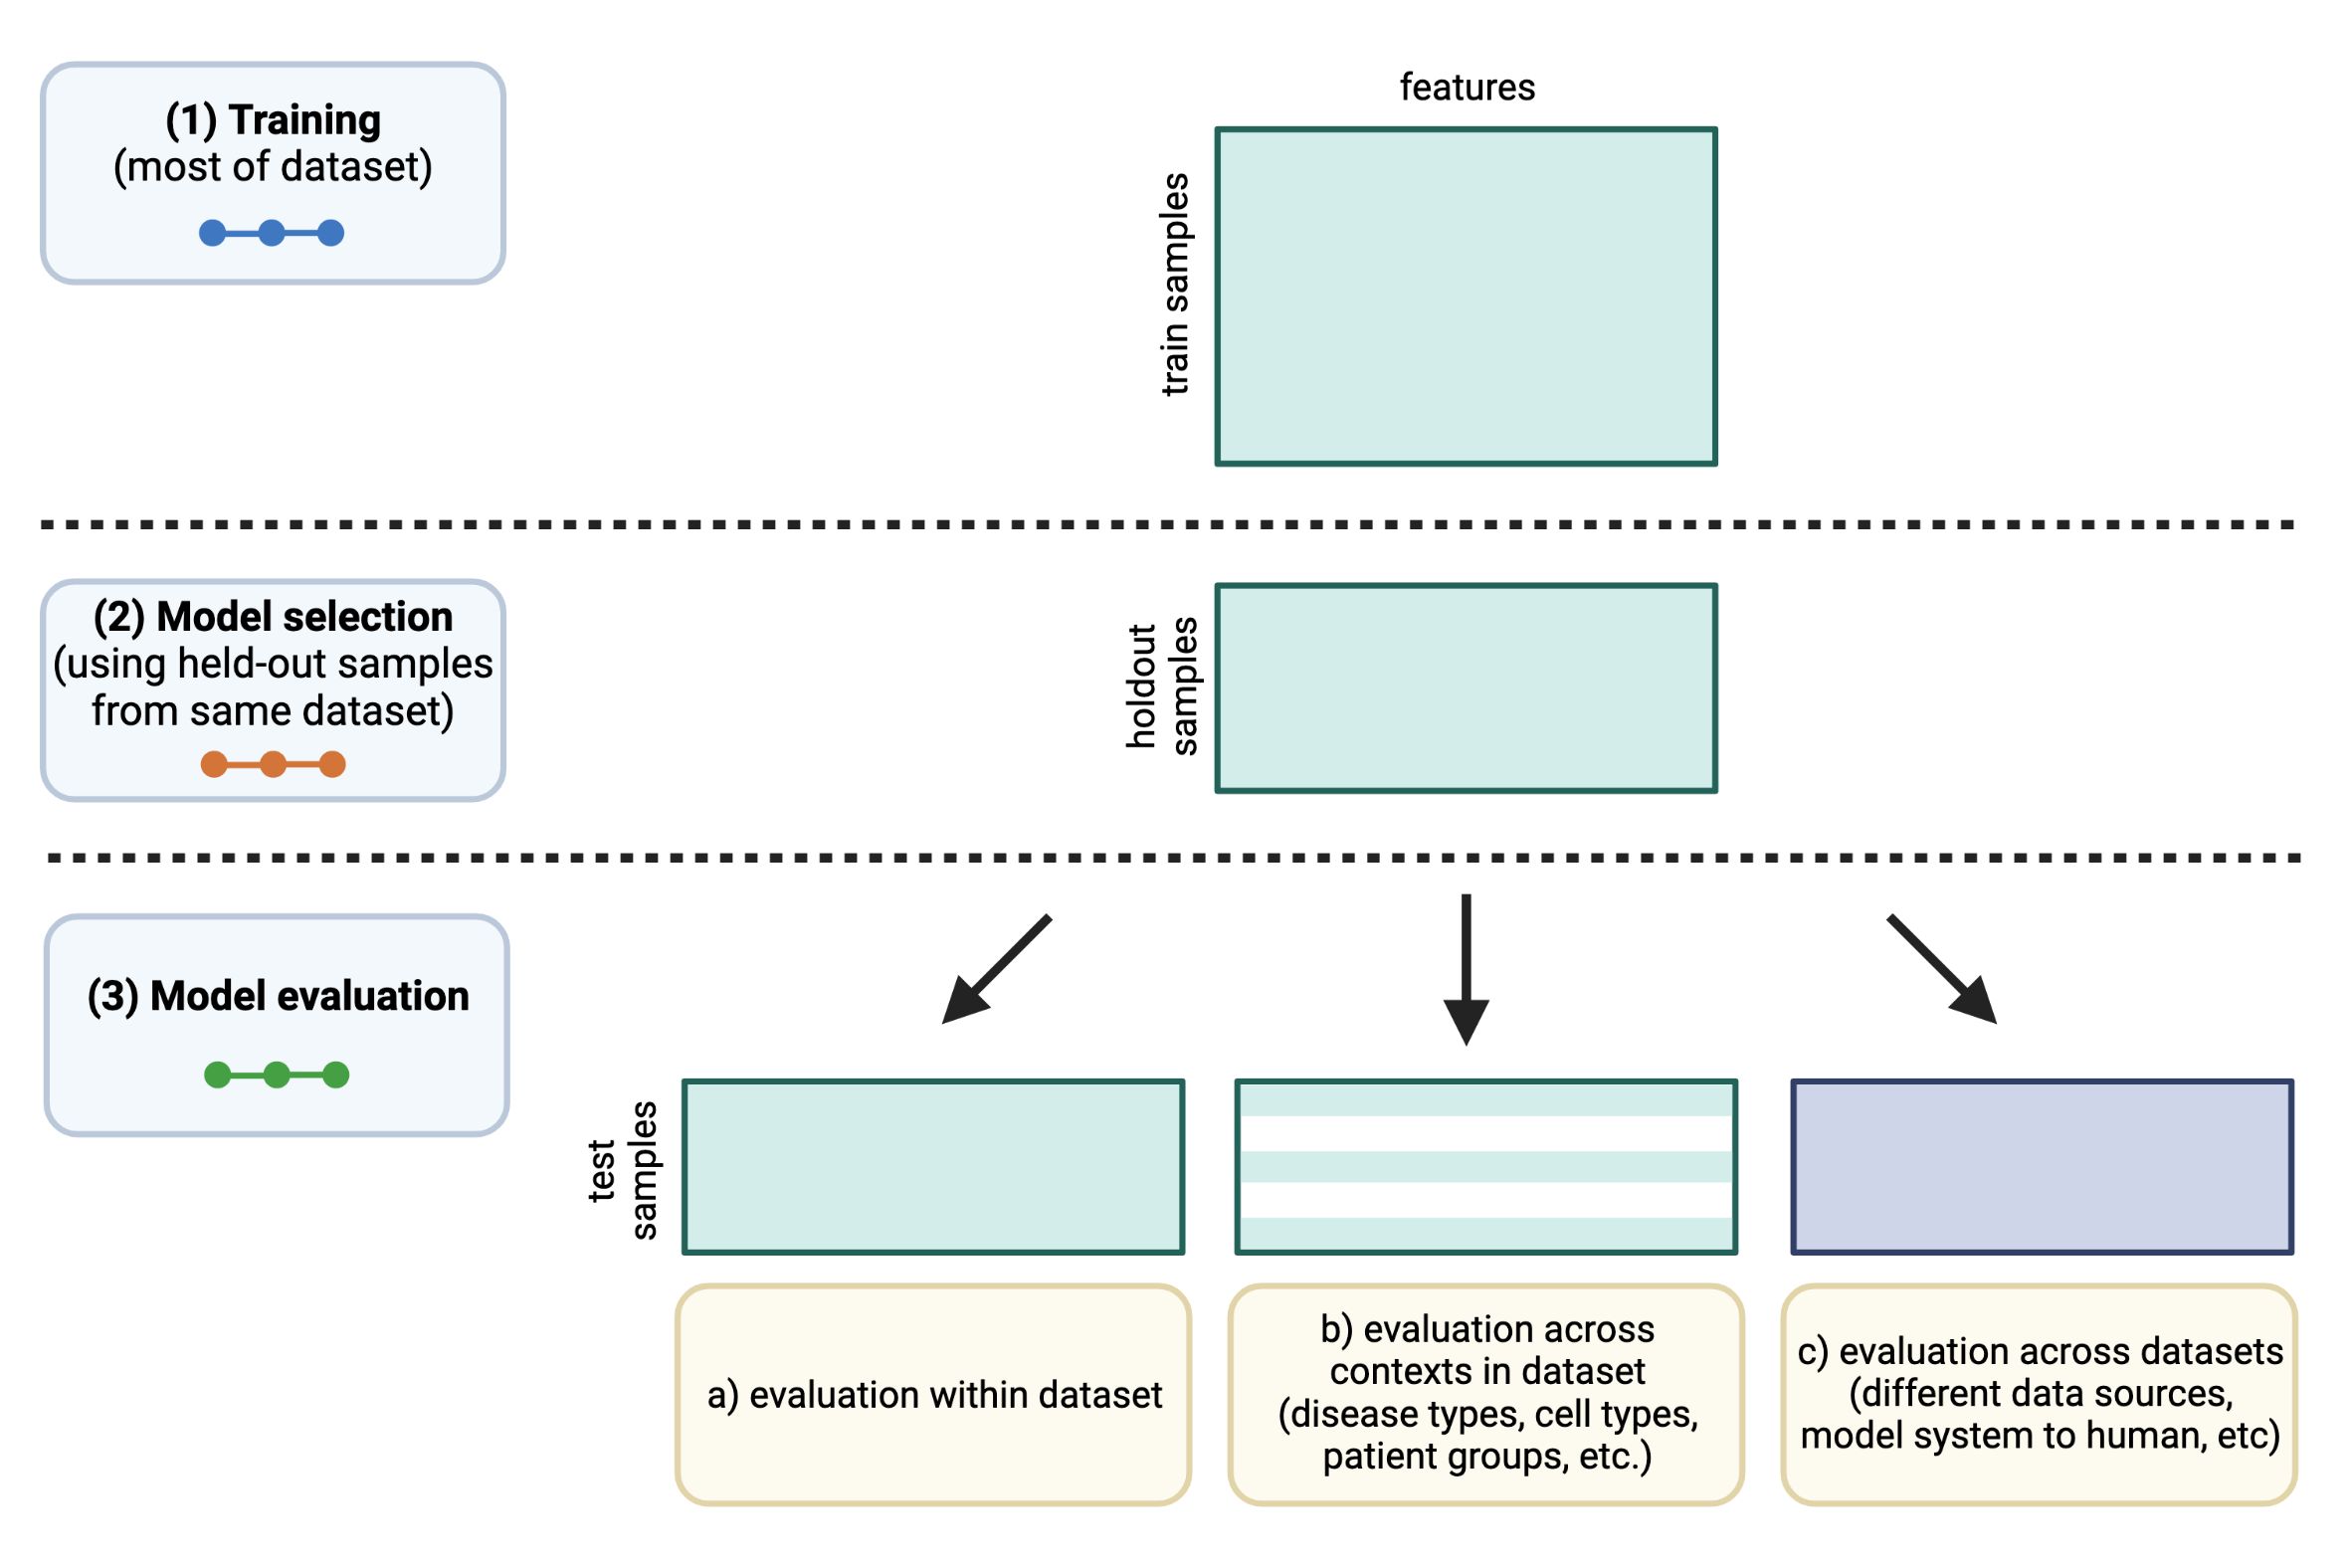 (1) Training
(most of dataset)
features
train samples
(2) Model selection
(using held-out samples
from same dataset)
holdout
samples
(3) Model evaluation
test
samples
a) evaluation within dataset
b) evaluation across
contexts in dataset
(disease types, cell types,
patient groups, etc.)
c) evaluation across datasets
(different data sources,
model system to human, etc)